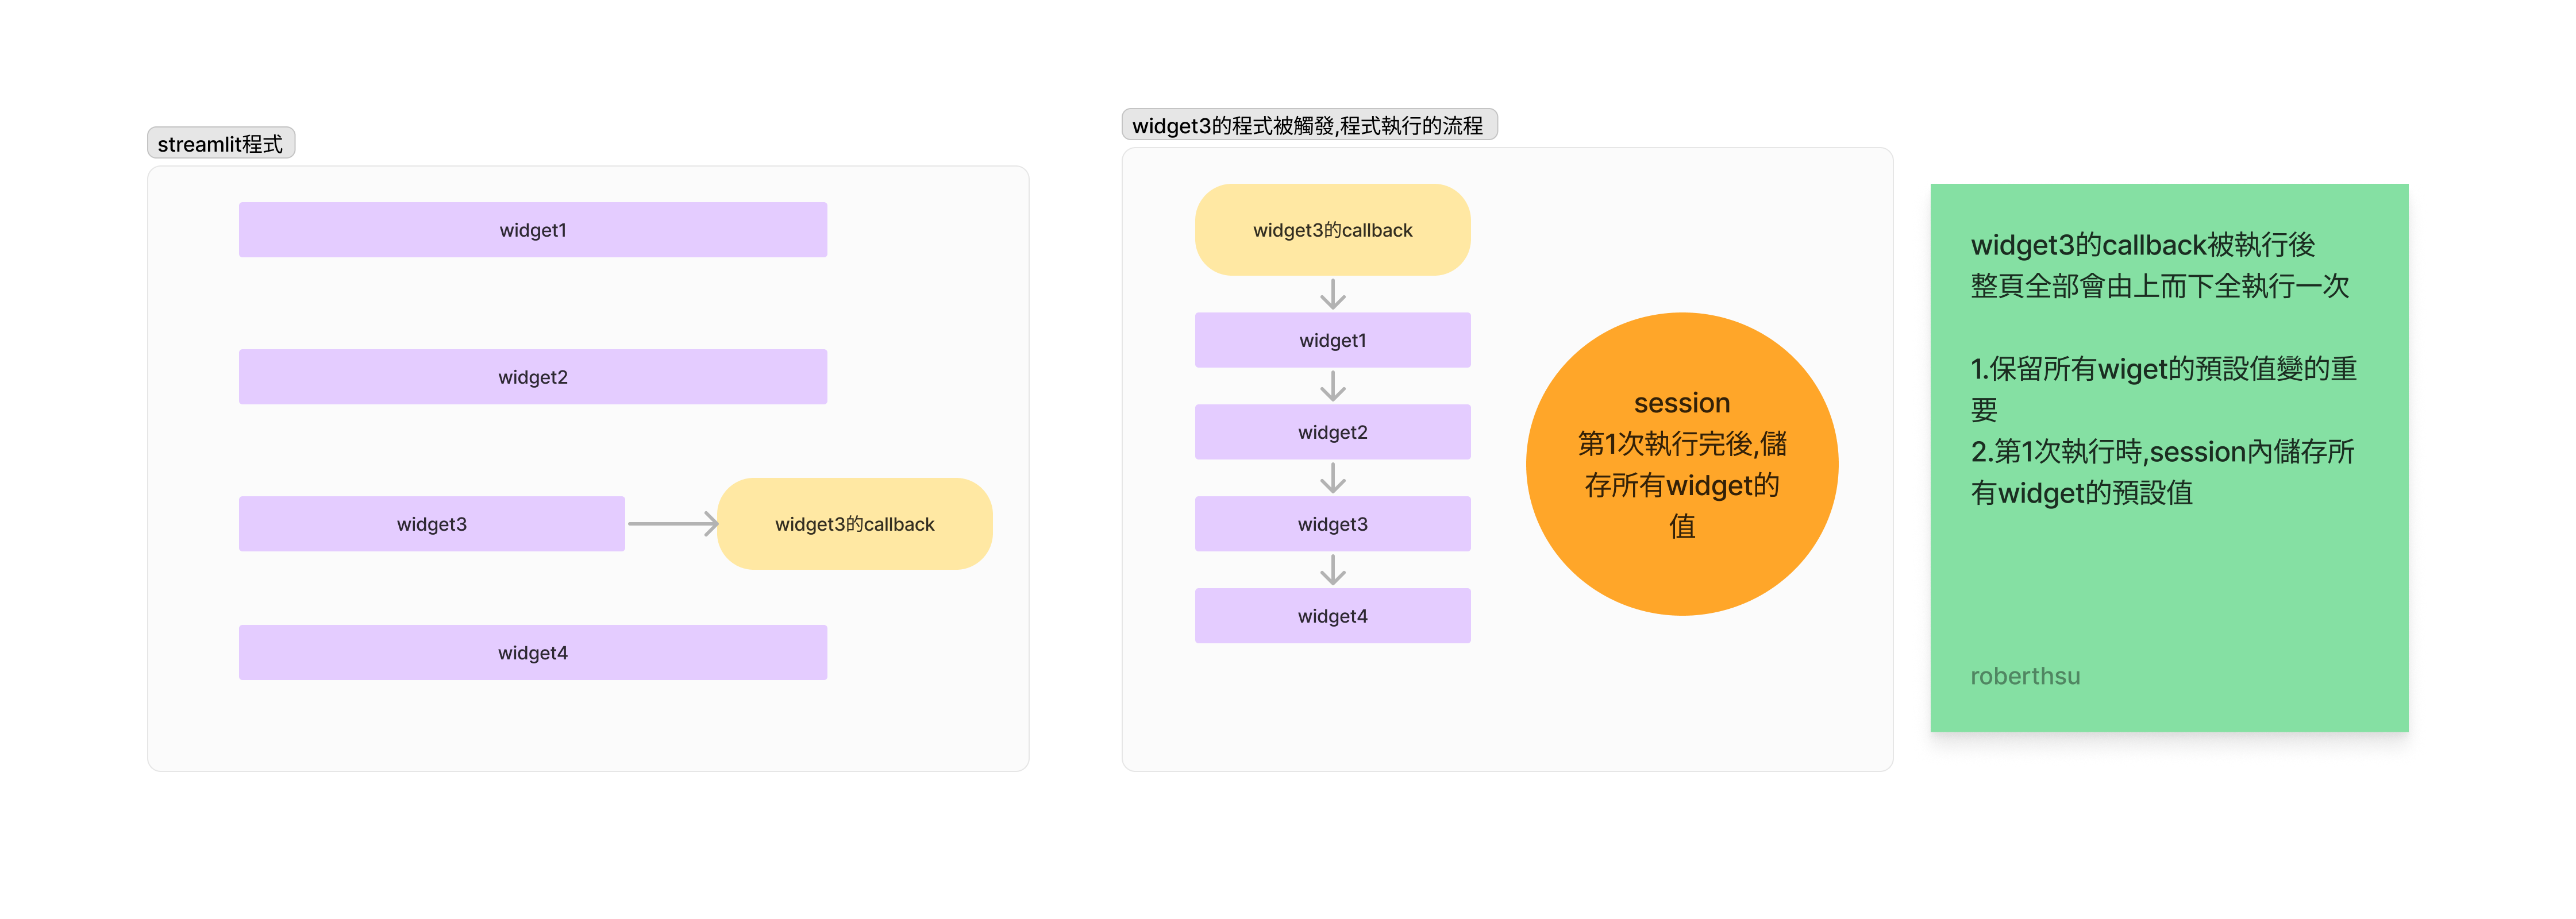 streamlit程式
widget1
widget2
widget3
widget3的callback
widget4
widget3的程式被觸發,程式執行的流程
widget3的callback
widget1
widget2
widget3
widget4
session
第1次執行完後,儲
存所有widget的
值
widget3的callback被執行後
整頁全部會由上而下全執行一次
1.保留所有wiget的預設值變的重
要
2.第1次執行時,session內儲存所
有widget的預設值
roberthsu